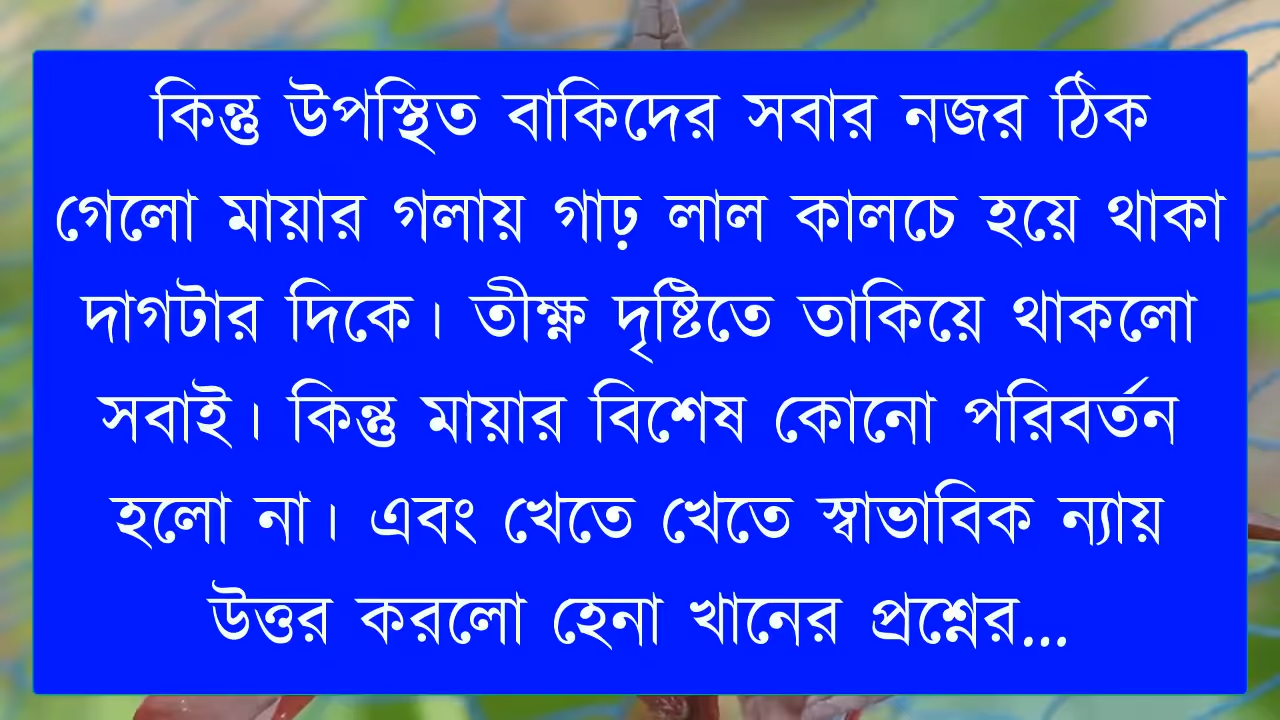 কিন্তু উপস্থিত বাকিদের সবার নজর ঠিক
গেলো মায়ার গলায় গাঢ় লাল কালচে হয়ে থাকা
দাগটার দিকে। তীক্ষ্ণ দৃষ্টিতে তাকিয়ে থাকলো
সবাই। কিন্তু মায়ার বিশেষ কোনো পরিবর্তন
হলো না। এবং খেতে খেতে স্বাভাবিক ন্যায়
উত্তর করলো হেনা খানের প্রশ্নের...